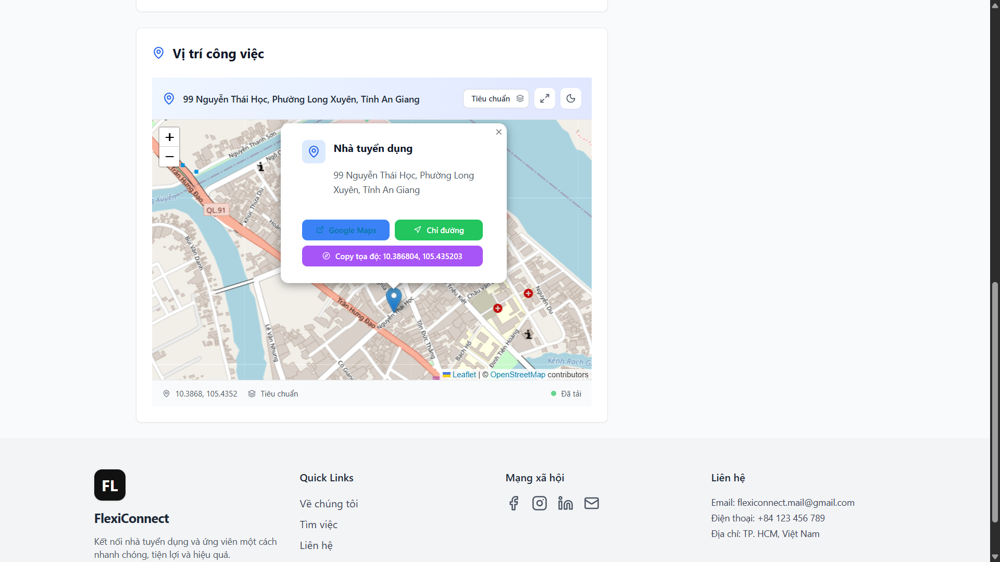 Vị trí công việc
99 Nguyễn Thái Học, Phường Long Xuyên, Tỉnh An Giang
Tiêu chuẩn
+
−
Nguyễn Thanh Sơn
Ngô
Trần Hưng Đạo
Xuyên
QL.91
Khúc Thừa Dụ
Bùi Văn Danh
×
Nhà tuyển dụng
99 Nguyễn Thái Học, Phường Long
Xuyên, Tỉnh An Giang
Google Maps
Chỉ đường
Copy tọa độ: 10.386804, 105.435203
Trần Hưng Đạo
Nguyễn Thái Học
Lê Văn Nhung
Tôn Đức Thắng
Triệu Kiết
Châu Văn
Nguyễn Du
Bạch Hổ
Đinh Tiên Hoàng
Cô Giang
Kênh Rạch G
Leaflet | © OpenStreetMap contributors
10.3868, 105.4352
Tiêu chuẩn
Đã tải
FL
FlexiConnect
Kết nối nhà tuyển dụng và ứng viên một cách
nhanh chóng, tiện lợi và hiệu quả.
Quick Links
Về chúng tôi
Tìm việc
Liên hệ
Mạng xã hội
Liên hệ
Email: flexiconnect.mail@gmail.com
Điện thoại: +84 123 456 789
Địa chỉ: TP. HCM, Việt Nam